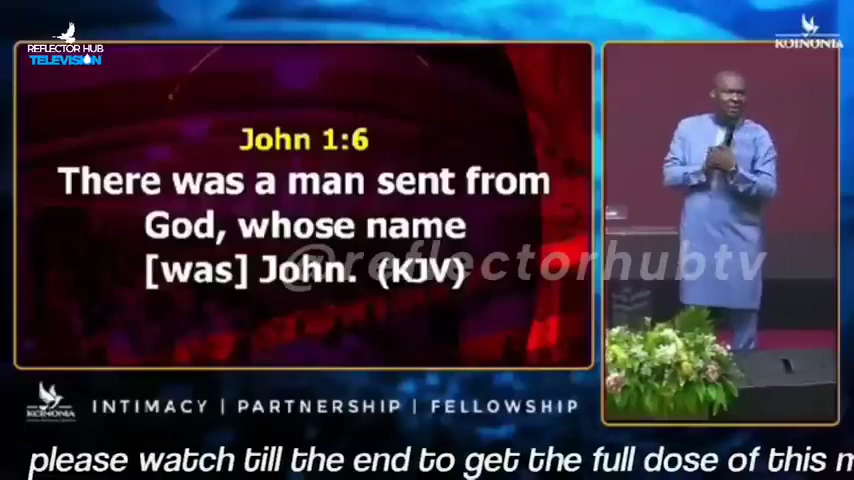 REFLECTOR HUB
TELEVISION
KOINONIA
John 1:6
There was a man sent from
God, whose name
[was] John. (KJV)
@reflectorhubtv
KOINONIA
INTIMACY | PARTNERSHIP | FELLOWSHIP
please watch till the end to get the full dose of this m